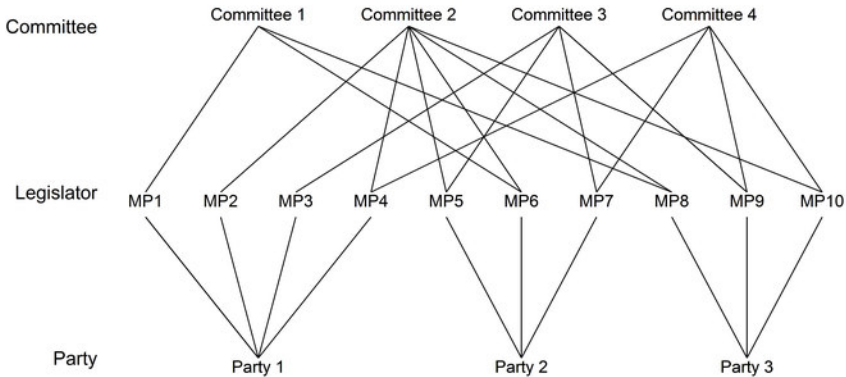 Committee Committee 1 Committee 2 Committee 3 Committee 4
Legislator MP1 MP2 MP3 MP4 MP5 MP6 MP7 MP8 MP9 MP10
Party Party 1 Party 2 Party 3